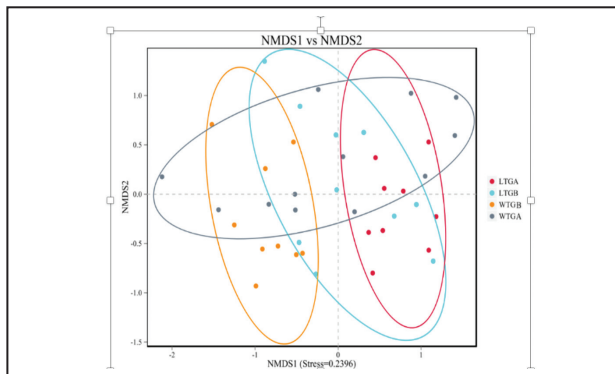 NMDS1 vs NMDS2
1.0
0.5
0.0
-0.5
-1.0
-1.5
NMDS2
-2
-1
0
1
NMDS1 (Stress=0.2396)
LTGA
LTGB
WTGB
WTGA